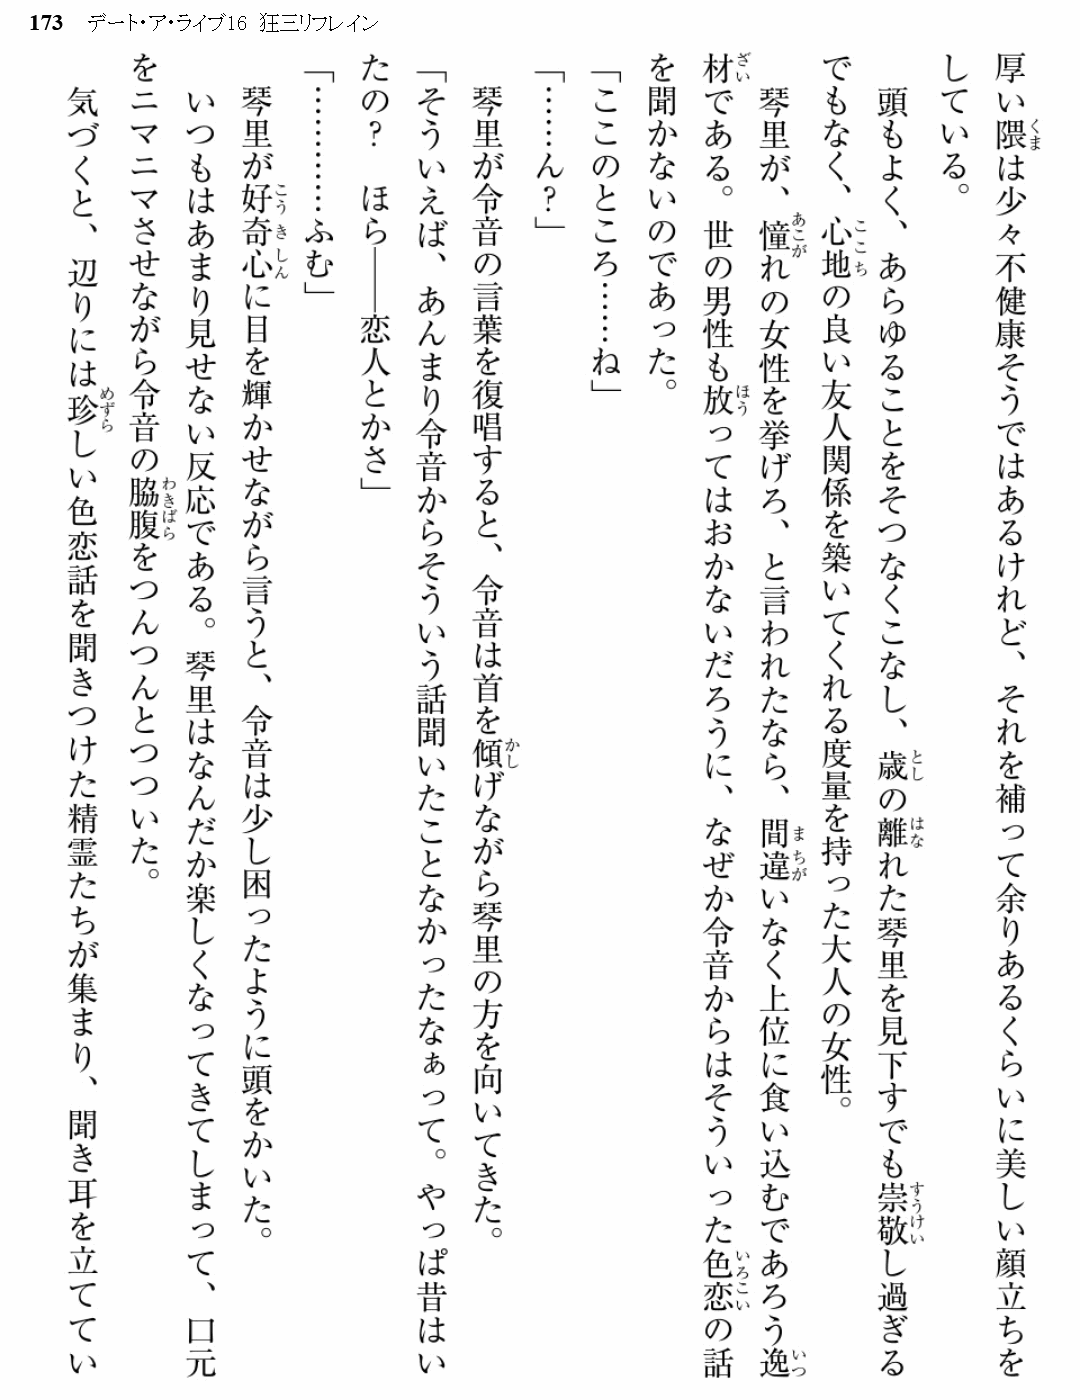 173 デート・ア・ライブ16 狂三リフレイン
厚い隈は少々不健康そうではあるけれど、それを補って余りあるくらいに美しい顔立ちを
している。
頭もよく、あらゆることをそつなくこなし、歳の離れた琴里を見下すでも崇敬し過ぎる
でもなく、心地の良い友人関係を築いてくれる度量を持った大人の女性。
琴里が、憧れの女性を挙げろ、と言われたなら、間違いなく上位に食い込むであろう逸
材である。世の男性も放ってはおかないだろうに、なぜか令音からはそういった色恋の話
を聞かないのであった。
「ここのところ……ね」
「……ん?」
琴里が令音の言葉を復唱すると、令音は首を傾げながら琴里の方を向いてきた。
「そういえば、あんまり令音からそういう話聞いたことなかったなぁって。やっぱ昔はい
たの? ほら――恋人とかさ」
「…………ふむ」
琴里が好奇心に目を輝かせながら言うと、令音は少し困ったように頭をかいた。
いつもはあまり見せない反応である。琴里はなんだか楽しくなってきてしまって、口元
をニマニマさせながら令音の脇腹をつんつんとつついた。
気づくと、辺りには珍しい色恋話を聞きつけた精霊たちが集まり、聞き耳を立ててい